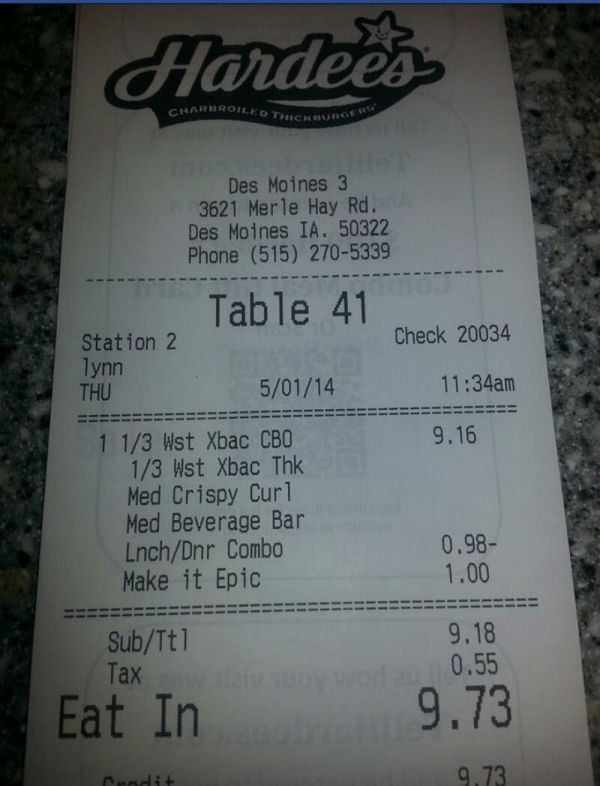 Hardee's
CHARBROILED THICKBURGERS
Des Moines 3
3621 Merle Hay Rd.
Des Moines IA. 50322
Phone (515) 270-5339
Table 41
Station 2 Check 20034
lynn
THU 5/01/14 11:34am
1 1/3 Wst Xbac CBO 9.16
1/3 Wst Xbac Thk
Med Crispy Curl
Med Beverage Bar
Lnch/Dnr Combo 0.98-
Make it Epic 1.00
Sub/Ttl 9.18
Tax 0.55
Eat In 9.73
Credit 9.73